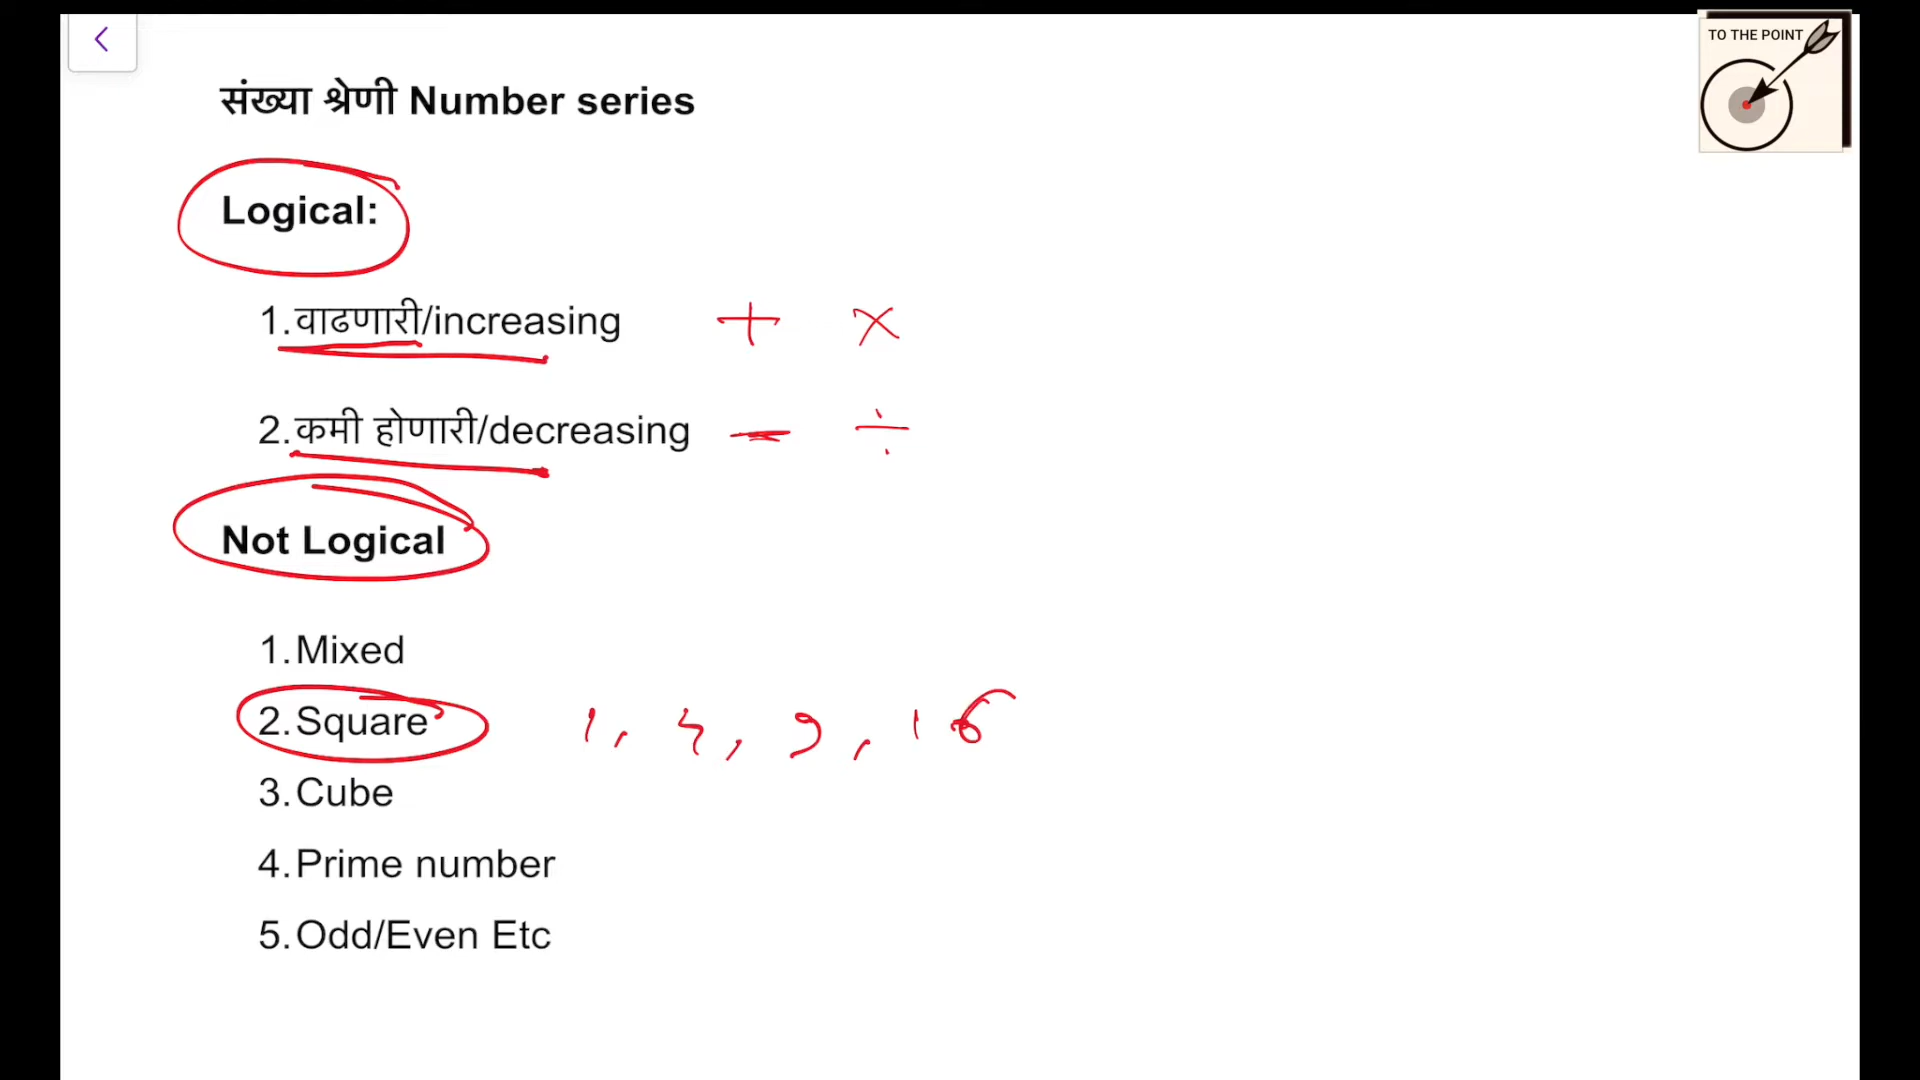 TO THE POINT
संख्या श्रेणी Number series
Logical:
1. वाढणारी/increasing + ×
2. कमी होणारी/decreasing - ÷
Not Logical
1. Mixed
2. Square 1, 4, 9, 16
3. Cube
4. Prime number
5. Odd/Even Etc